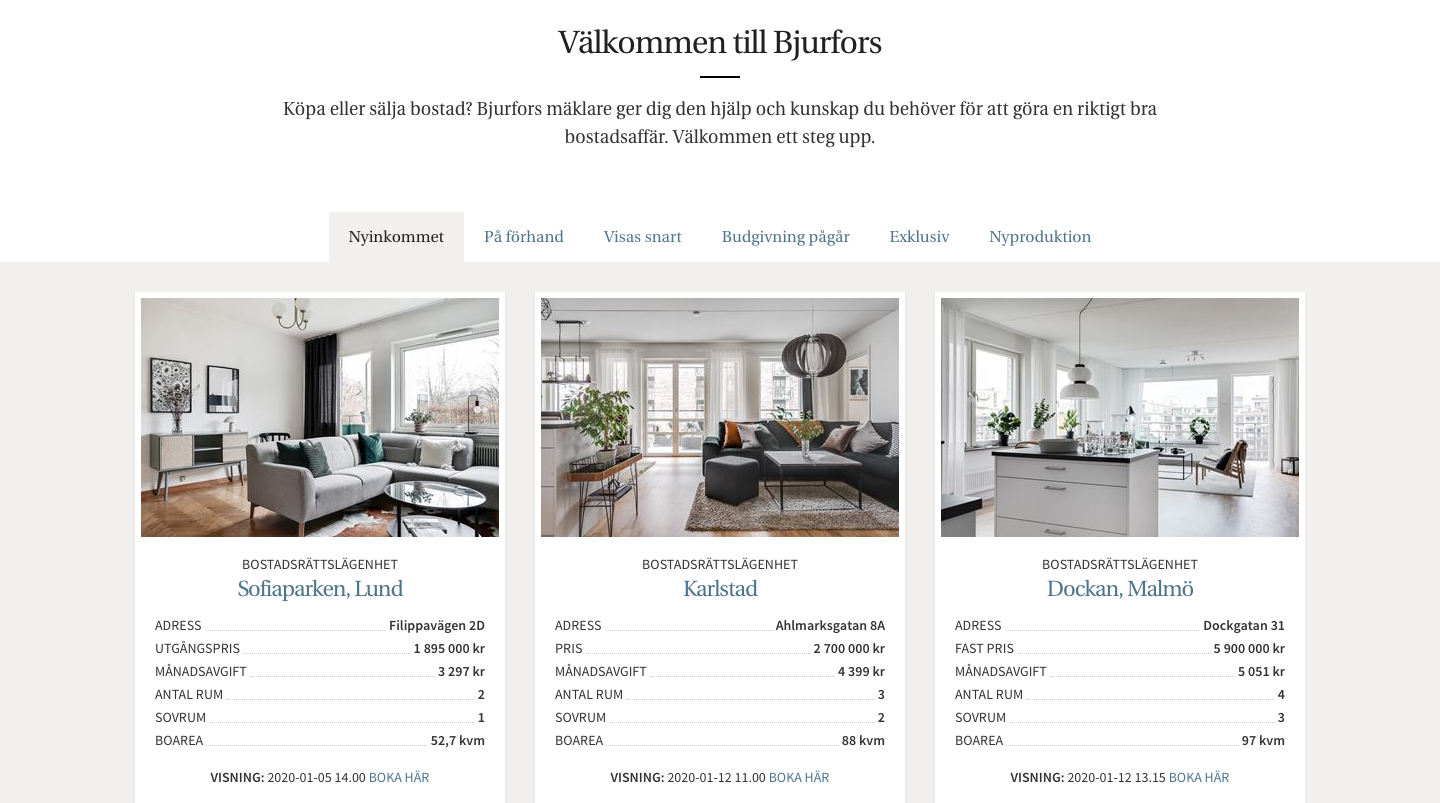 Välkommen till Bjurfors
Köpa eller sälja bostad? Bjurfors mäklare ger dig den hjälp och kunskap du behöver för att göra en riktigt bra
bostadsaffär. Välkommen ett steg upp.
Nyinkommet På förhand Visas snart Budgivning pågår Exklusiv Nyproduktion
BOSTADSRÄTTSLÄGENHET
Sofiaparken, Lund
ADRESS Filippavägen 2D
UTGÅNGSPRIS 1 895 000 kr
MÅNADSAVGIFT 3 297 kr
ANTAL RUM 2
SOVRUM 1
BOAREA 52,7 kvm
VISNING: 2020-01-05 14.00 BOKA HÄR
BOSTADSRÄTTSLÄGENHET
Karlstad
ADRESS Ahlmarksgatan 8A
PRIS 2 700 000 kr
MÅNADSAVGIFT 4 399 kr
ANTAL RUM 3
SOVRUM 2
BOAREA 88 kvm
VISNING: 2020-01-12 11.00 BOKA HÄR
BOSTADSRÄTTSLÄGENHET
Dockan, Malmö
ADRESS Dockgatan 31
FAST PRIS 5 900 000 kr
MÅNADSAVGIFT 5 051 kr
ANTAL RUM 4
SOVRUM 3
BOAREA 97 kvm
VISNING: 2020-01-12 13.15 BOKA HÄR